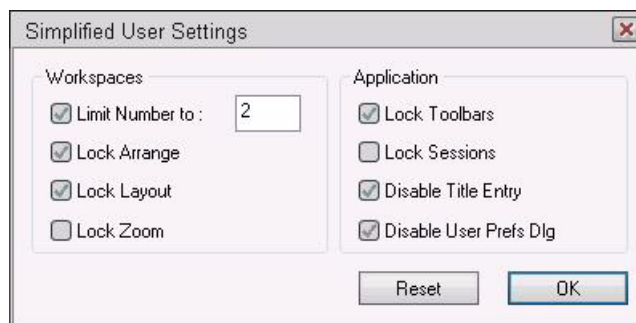 Simplified User Settings
Workspaces
Limit Number to : 2
Lock Arrange
Lock Layout
Lock Zoom
Application
Lock Toolbars
Lock Sessions
Disable Title Entry
Disable User Prefs Dlg
Reset
OK